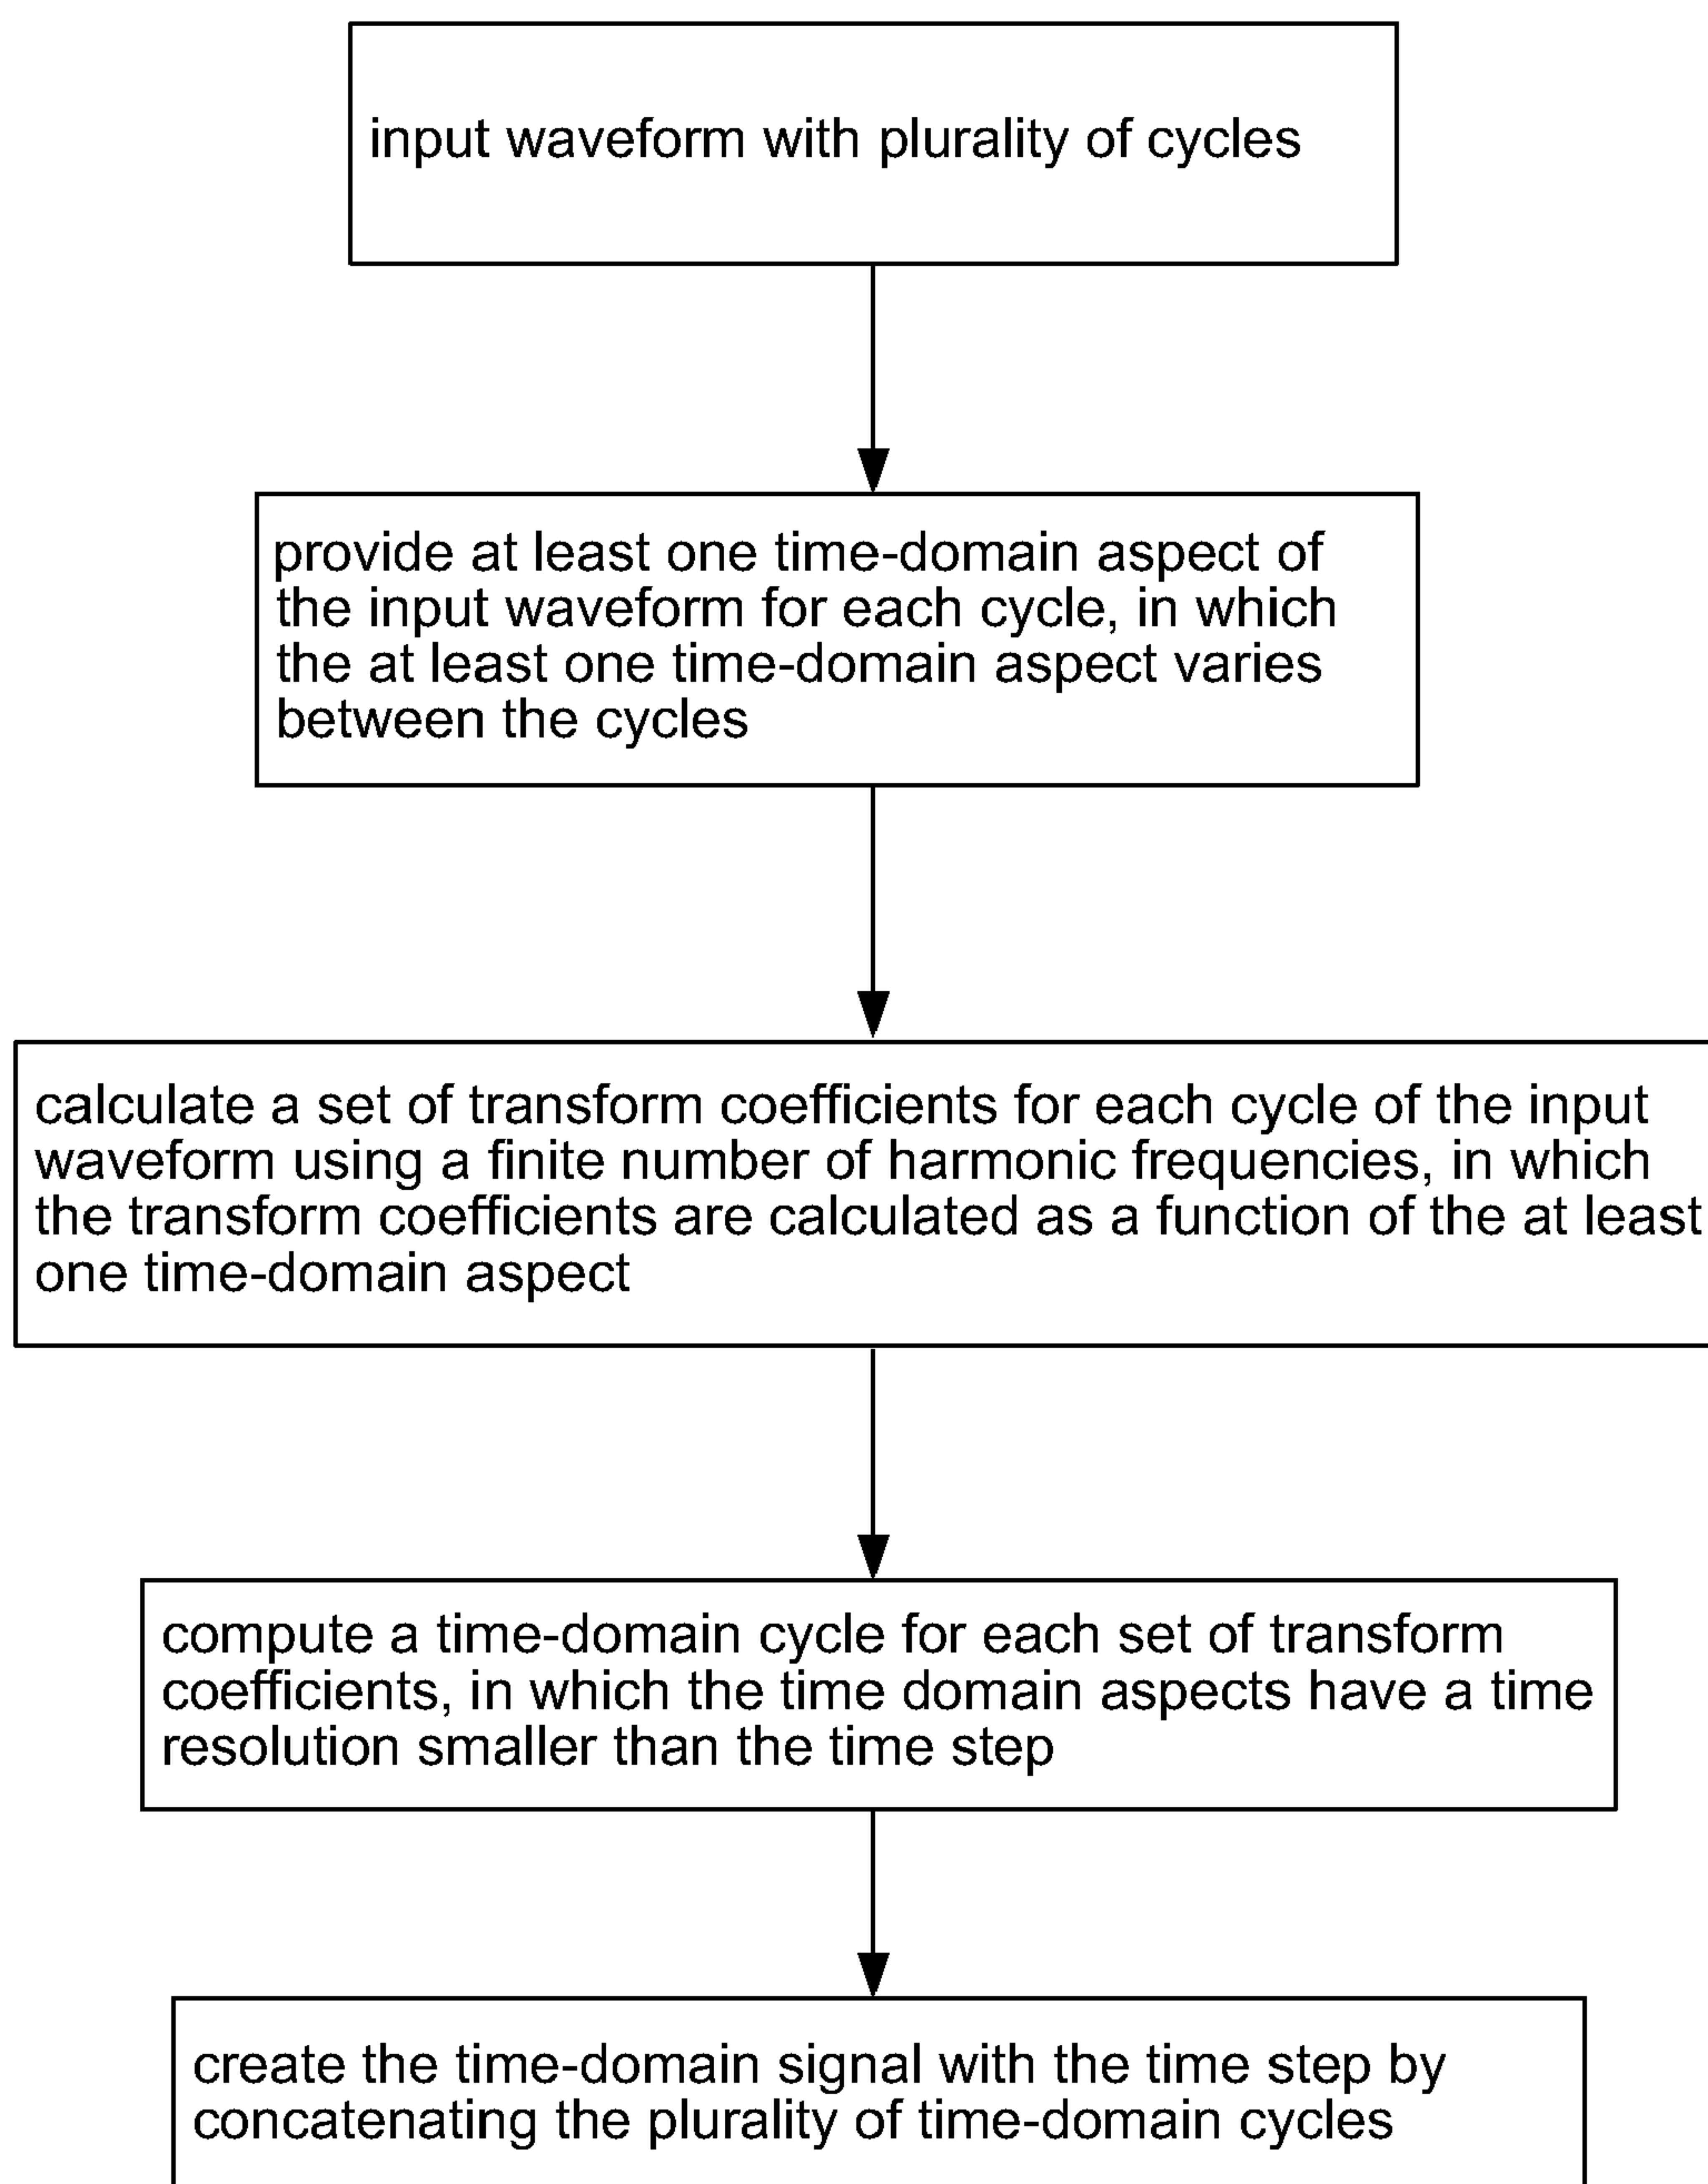 input waveform with plurality of cycles
provide at least one time-domain aspect of
the input waveform for each cycle, in which
the at least one time-domain aspect varies
between the cycles
calculate a set of transform coefficients for each cycle of the input
waveform using a finite number of harmonic frequencies, in which
the transform coefficients are calculated as a function of the at least
one time-domain aspect
compute a time-domain cycle for each set of transform
coefficients, in which the time domain aspects have a time
resolution smaller than the time step
create the time-domain signal with the time step by
concatenating the plurality of time-domain cycles